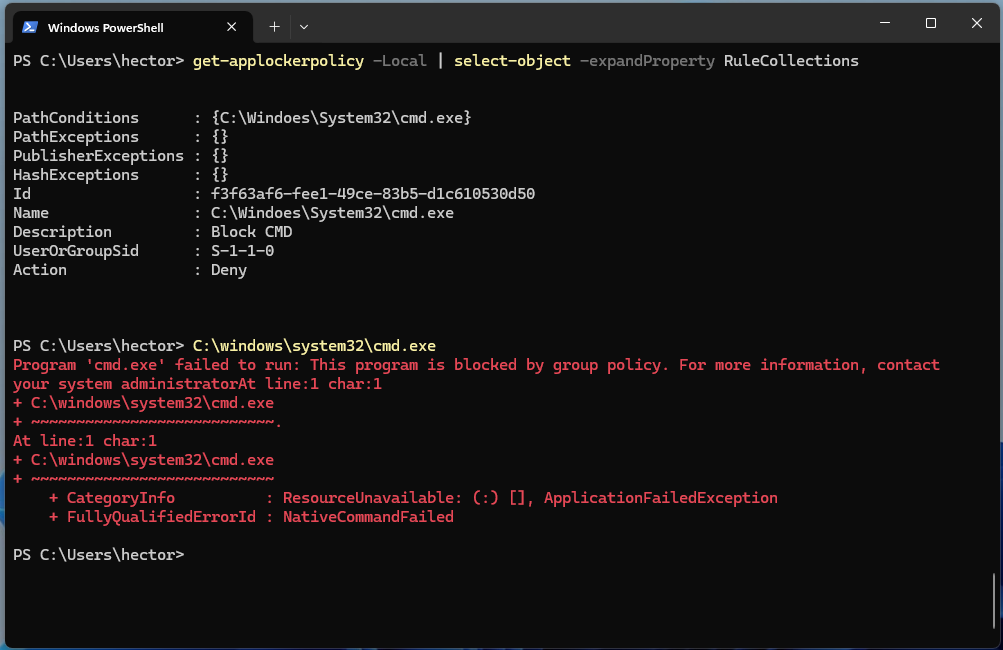 Windows PowerShell
PS C:\Users\hector> get-applockerpolicy -Local | select-object -expandProperty RuleCollections
PathConditions : {C:\Windoes\System32\cmd.exe}
PathExceptions : {}
PublisherExceptions : {}
HashExceptions : {}
Id : f3f63af6-fee1-49ce-83b5-d1c610530d50
Name : C:\Windoes\System32\cmd.exe
Description : Block CMD
UserOrGroupSid : S-1-1-0
Action : Deny
PS C:\Users\hector> C:\windows\system32\cmd.exe
Program 'cmd.exe' failed to run: This program is blocked by group policy. For more information, contact
your system administratorAt line:1 char:1
+ C:\windows\system32\cmd.exe
+ ~~~~~~~~~~~~~~~~~~~~~~~~~~~.
At line:1 char:1
+ C:\windows\system32\cmd.exe
+ ~~~~~~~~~~~~~~~~~~~~~~~~~~~
+ CategoryInfo : ResourceUnavailable: (:) [], ApplicationFailedException
+ FullyQualifiedErrorId : NativeCommandFailed
PS C:\Users\hector>